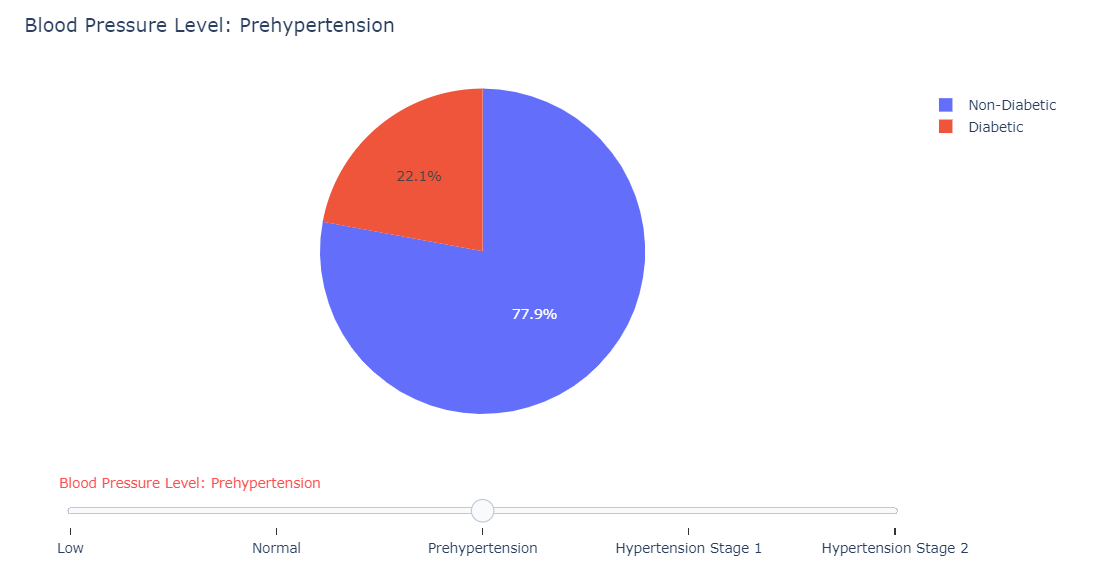 Blood Pressure Level: Prehypertension
Non-Diabetic
Diabetic
22.1%
77.9%
Blood Pressure Level: Prehypertension
Low Normal Prehypertension Hypertension Stage 1 Hypertension Stage 2